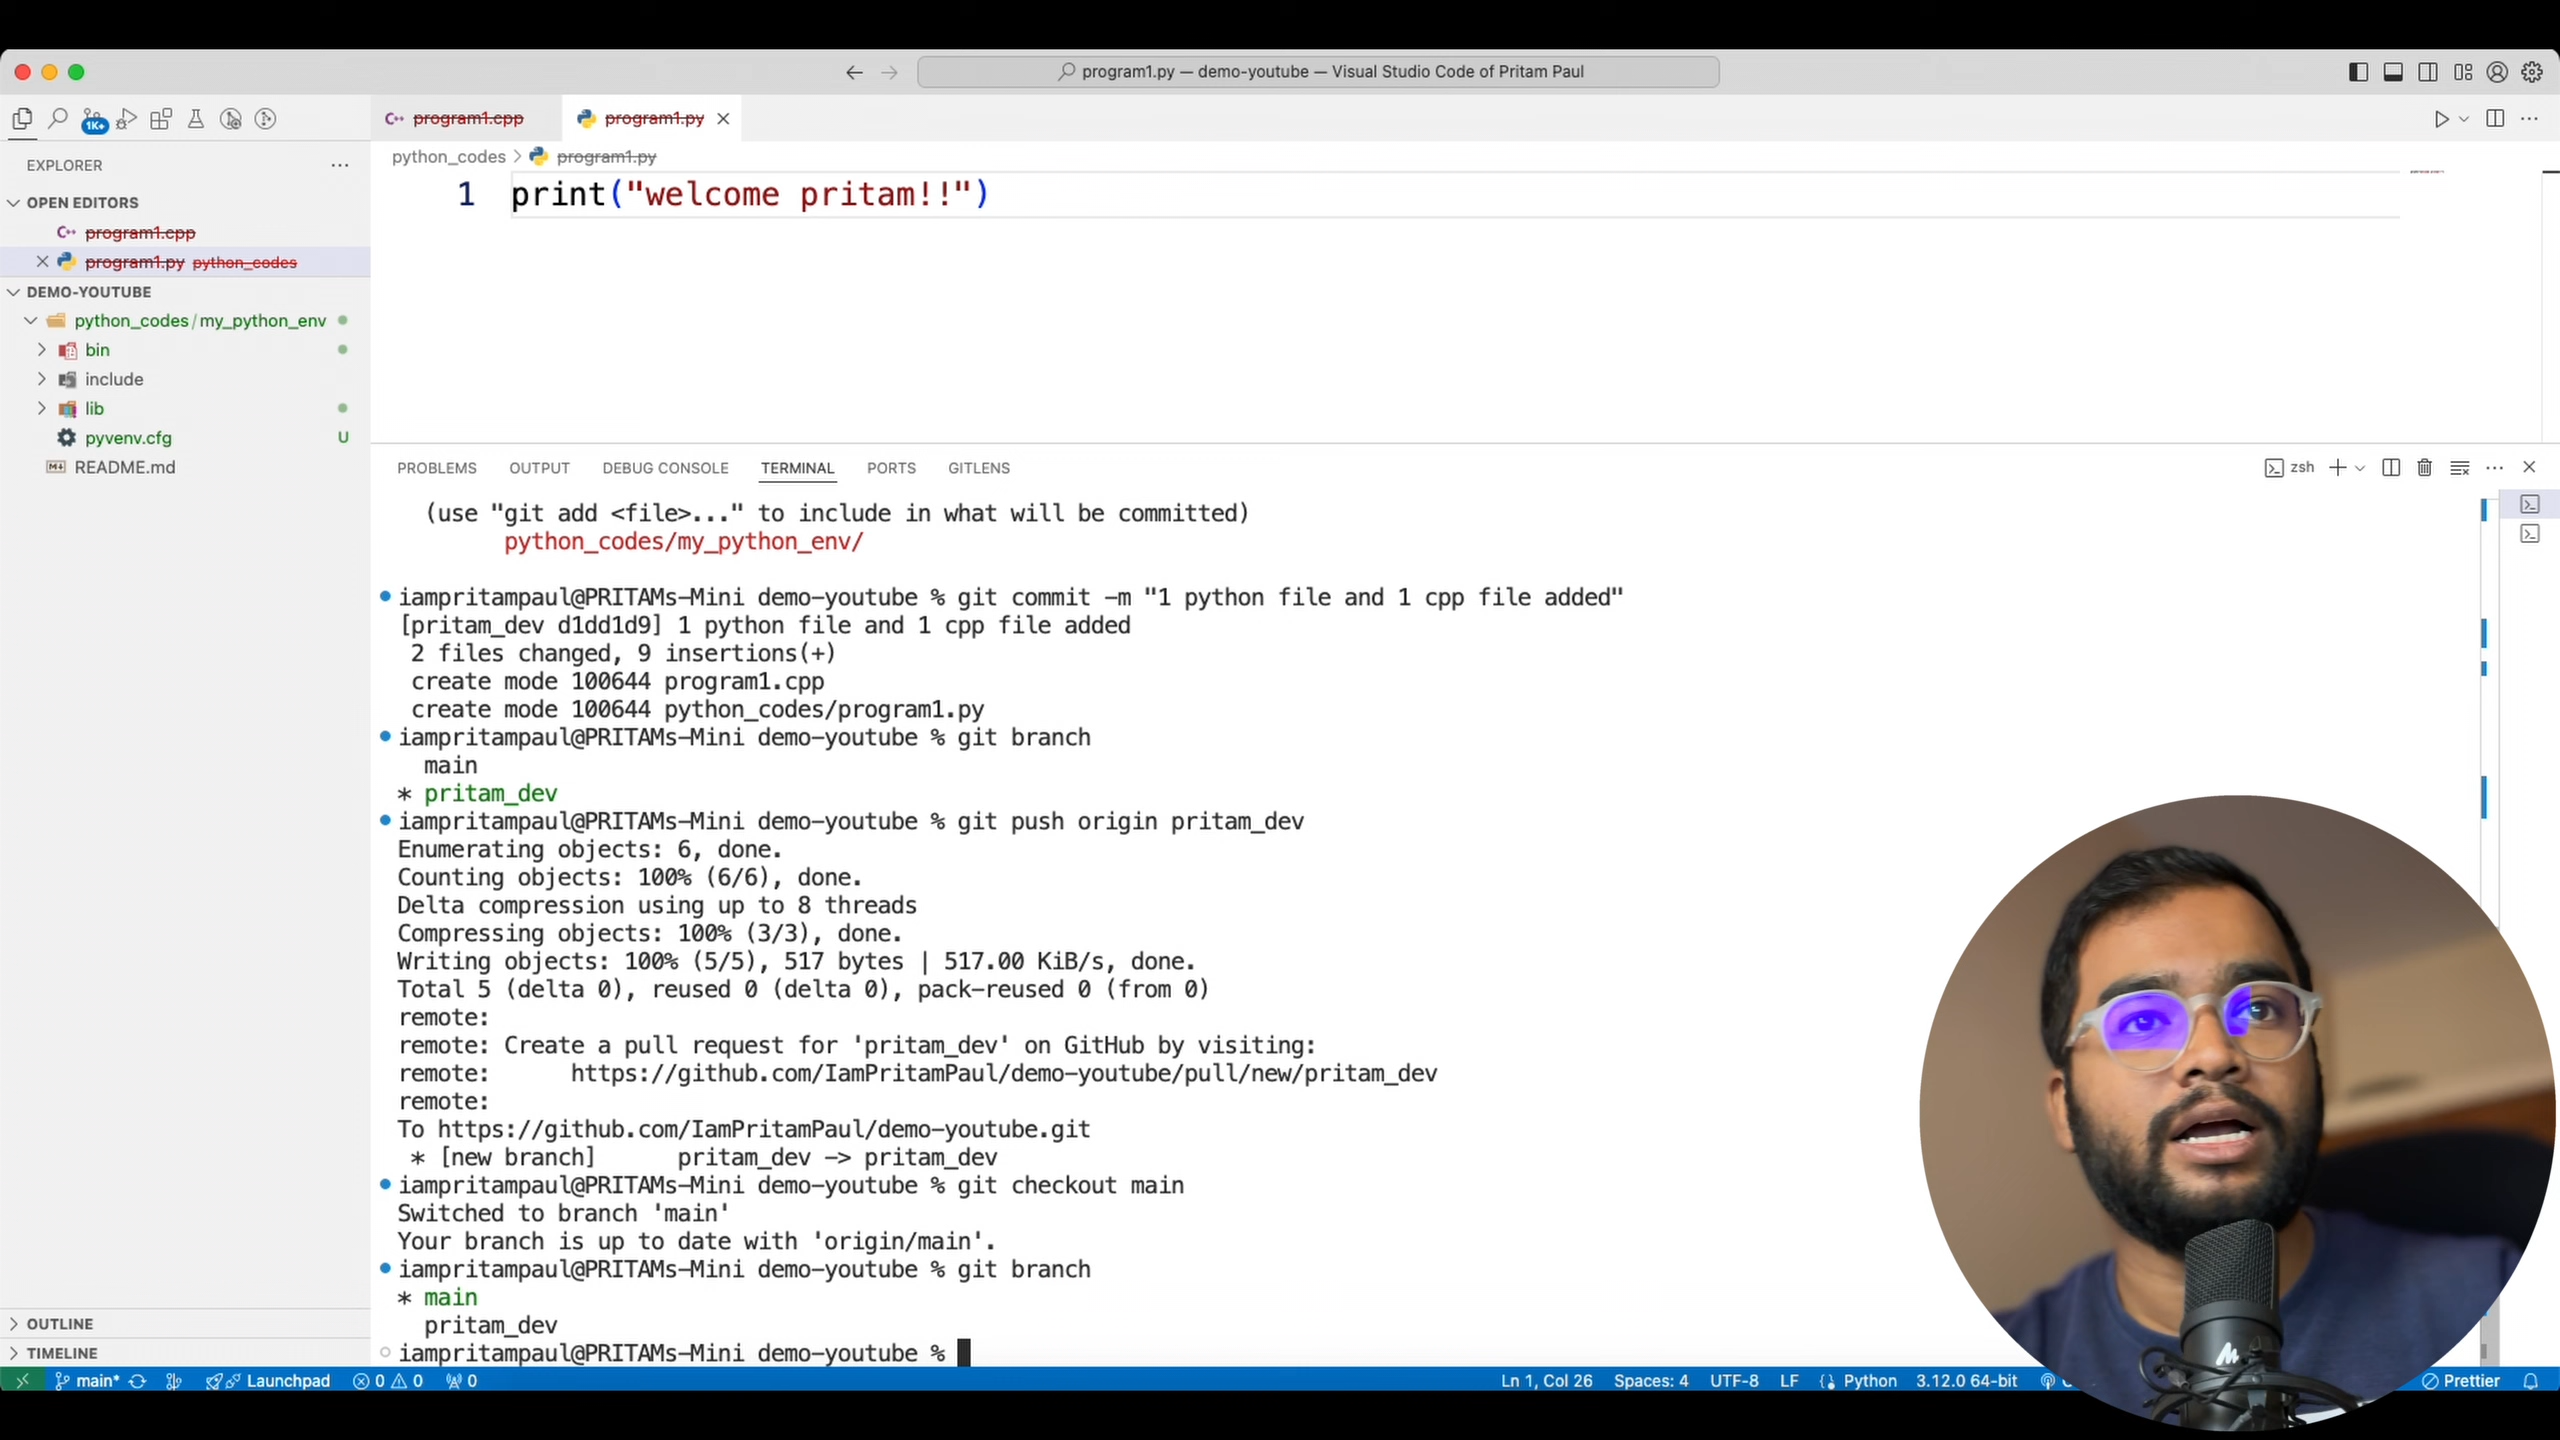 program1.py — demo-youtube — Visual Studio Code of Pritam Paul
1K+
program1.cpp
program1.py
EXPLORER
python_codes > program1.py
1 print("welcome pritam!!")
OPEN EDITORS
program1.cpp
program1.py python_codes
DEMO-YOUTUBE
python_codes/my_python_env
bin
include
lib
pyvenv.cfg U
README.md
OUTLINE
TIMELINE
PROBLEMS OUTPUT DEBUG CONSOLE TERMINAL PORTS GITLENS
zsh
(use "git add <file>..." to include in what will be committed)
python_codes/my_python_env/
iampritampaul@PRITAMs-Mini demo-youtube % git commit -m "1 python file and 1 cpp file added"
[pritam_dev d1dd1d9] 1 python file and 1 cpp file added
2 files changed, 9 insertions(+)
create mode 100644 program1.cpp
create mode 100644 python_codes/program1.py
iampritampaul@PRITAMs-Mini demo-youtube % git branch
main
* pritam_dev
iampritampaul@PRITAMs-Mini demo-youtube % git push origin pritam_dev
Enumerating objects: 6, done.
Counting objects: 100% (6/6), done.
Delta compression using up to 8 threads
Compressing objects: 100% (3/3), done.
Writing objects: 100% (5/5), 517 bytes | 517.00 KiB/s, done.
Total 5 (delta 0), reused 0 (delta 0), pack-reused 0 (from 0)
remote:
remote: Create a pull request for 'pritam_dev' on GitHub by visiting:
remote: https://github.com/IamPritamPaul/demo-youtube/pull/new/pritam_dev
remote:
To https://github.com/IamPritamPaul/demo-youtube.git
* [new branch] pritam_dev -> pritam_dev
iampritampaul@PRITAMs-Mini demo-youtube % git checkout main
Switched to branch 'main'
Your branch is up to date with 'origin/main'.
iampritampaul@PRITAMs-Mini demo-youtube % git branch
* main
pritam_dev
iampritampaul@PRITAMs-Mini demo-youtube %
main* Launchpad 0 0 0 Ln 1, Col 26 Spaces: 4 UTF-8 LF Python 3.12.0 64-bit Prettier